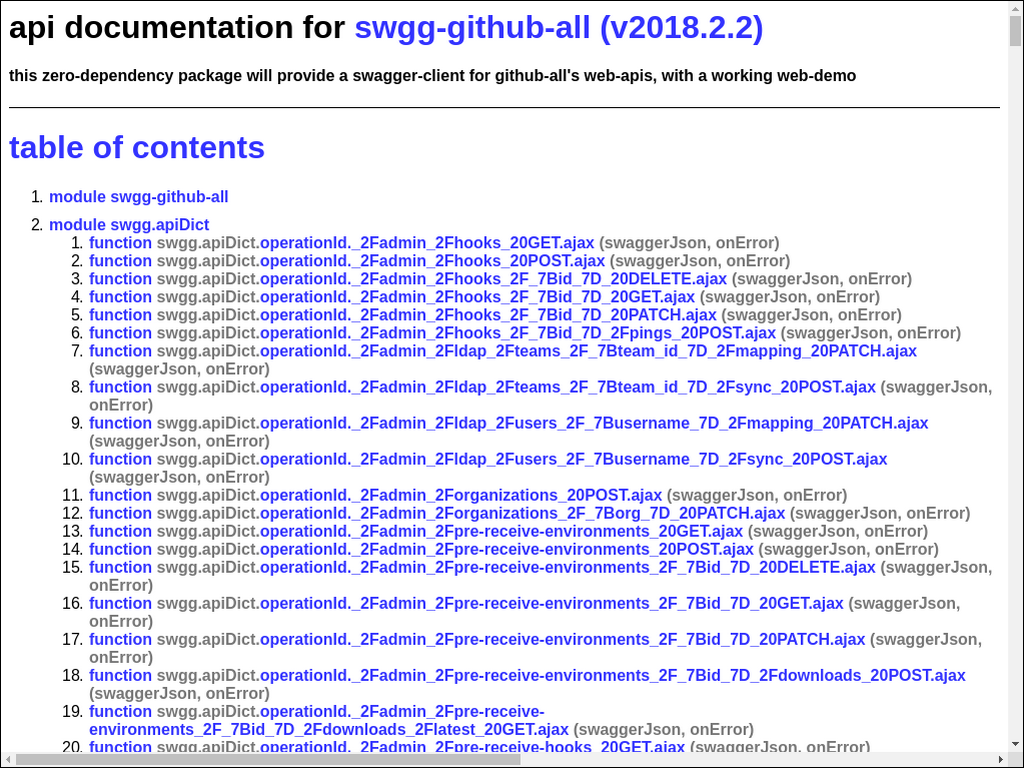 api documentation for swgg-github-all (v2018.2.2)
this zero-dependency package will provide a swagger-client for github-all's web-apis, with a working web-demo
table of contents
1. module swgg-github-all
2. module swgg.apiDict
1. function swgg.apiDict.operationId._2Fadmin_2Fhooks_20GET.ajax (swaggerJson, onError)
2. function swgg.apiDict.operationId._2Fadmin_2Fhooks_20POST.ajax (swaggerJson, onError)
3. function swgg.apiDict.operationId._2Fadmin_2Fhooks_2F_7Bid_7D_20DELETE.ajax (swaggerJson, onError)
4. function swgg.apiDict.operationId._2Fadmin_2Fhooks_2F_7Bid_7D_20GET.ajax (swaggerJson, onError)
5. function swgg.apiDict.operationId._2Fadmin_2Fhooks_2F_7Bid_7D_20PATCH.ajax (swaggerJson, onError)
6. function swgg.apiDict.operationId._2Fadmin_2Fhooks_2F_7Bid_7D_2Fpings_20POST.ajax (swaggerJson, onError)
7. function swgg.apiDict.operationId._2Fadmin_2Fldap_2Fteams_2F_7Bteam_id_7D_2Fmapping_20PATCH.ajax
(swaggerJson, onError)
8. function swgg.apiDict.operationId._2Fadmin_2Fldap_2Fteams_2F_7Bteam_id_7D_2Fsync_20POST.ajax (swaggerJson,
onError)
9. function swgg.apiDict.operationId._2Fadmin_2Fldap_2Fusers_2F_7Busername_7D_2Fmapping_20PATCH.ajax
(swaggerJson, onError)
10. function swgg.apiDict.operationId._2Fadmin_2Fldap_2Fusers_2F_7Busername_7D_2Fsync_20POST.ajax
(swaggerJson, onError)
11. function swgg.apiDict.operationId._2Fadmin_2Forganizations_20POST.ajax (swaggerJson, onError)
12. function swgg.apiDict.operationId._2Fadmin_2Forganizations_2F_7Borg_7D_20PATCH.ajax (swaggerJson, onError)
13. function swgg.apiDict.operationId._2Fadmin_2Fpre-receive-environments_20GET.ajax (swaggerJson, onError)
14. function swgg.apiDict.operationId._2Fadmin_2Fpre-receive-environments_20POST.ajax (swaggerJson, onError)
15. function swgg.apiDict.operationId._2Fadmin_2Fpre-receive-environments_2F_7Bid_7D_20DELETE.ajax (swaggerJson,
onError)
16. function swgg.apiDict.operationId._2Fadmin_2Fpre-receive-environments_2F_7Bid_7D_20GET.ajax (swaggerJson,
onError)
17. function swgg.apiDict.operationId._2Fadmin_2Fpre-receive-environments_2F_7Bid_7D_20PATCH.ajax (swaggerJson,
onError)
18. function swgg.apiDict.operationId._2Fadmin_2Fpre-receive-environments_2F_7Bid_7D_2Fdownloads_20POST.ajax
(swaggerJson, onError)
19. function swgg.apiDict.operationId._2Fadmin_2Fpre-receive-
environments_2F_7Bid_7D_2Fdownloads_2Flatest_20GET.ajax (swaggerJson, onError)
20. function swgg.apiDict.operationId._2Fadmin_2Fpre-receive-hooks_20GET.ajax (swaggerJson, onError)